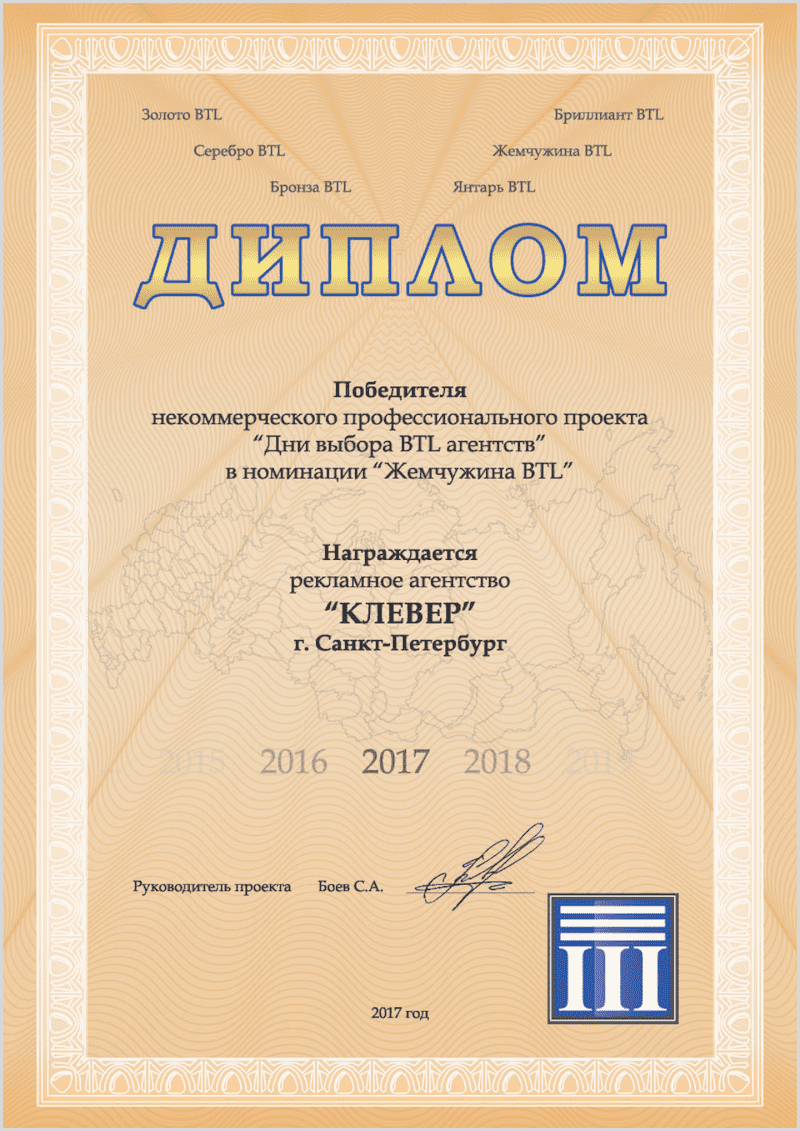 Золото BTL Бриллиант BTL
Серебро BTL Жемчужина BTL
Бронза BTL Янтарь BTL
ДИПЛОМ
Победителя
некоммерческого профессионального проекта
“Дни выбора BTL агентств”
в номинации “Жемчужина BTL”
Награждается
рекламное агентство
“КЛЕВЕР”
г. Санкт-Петербург
2015 2016 2017 2018 2019
Руководитель проекта Боев С.А.
2017 год